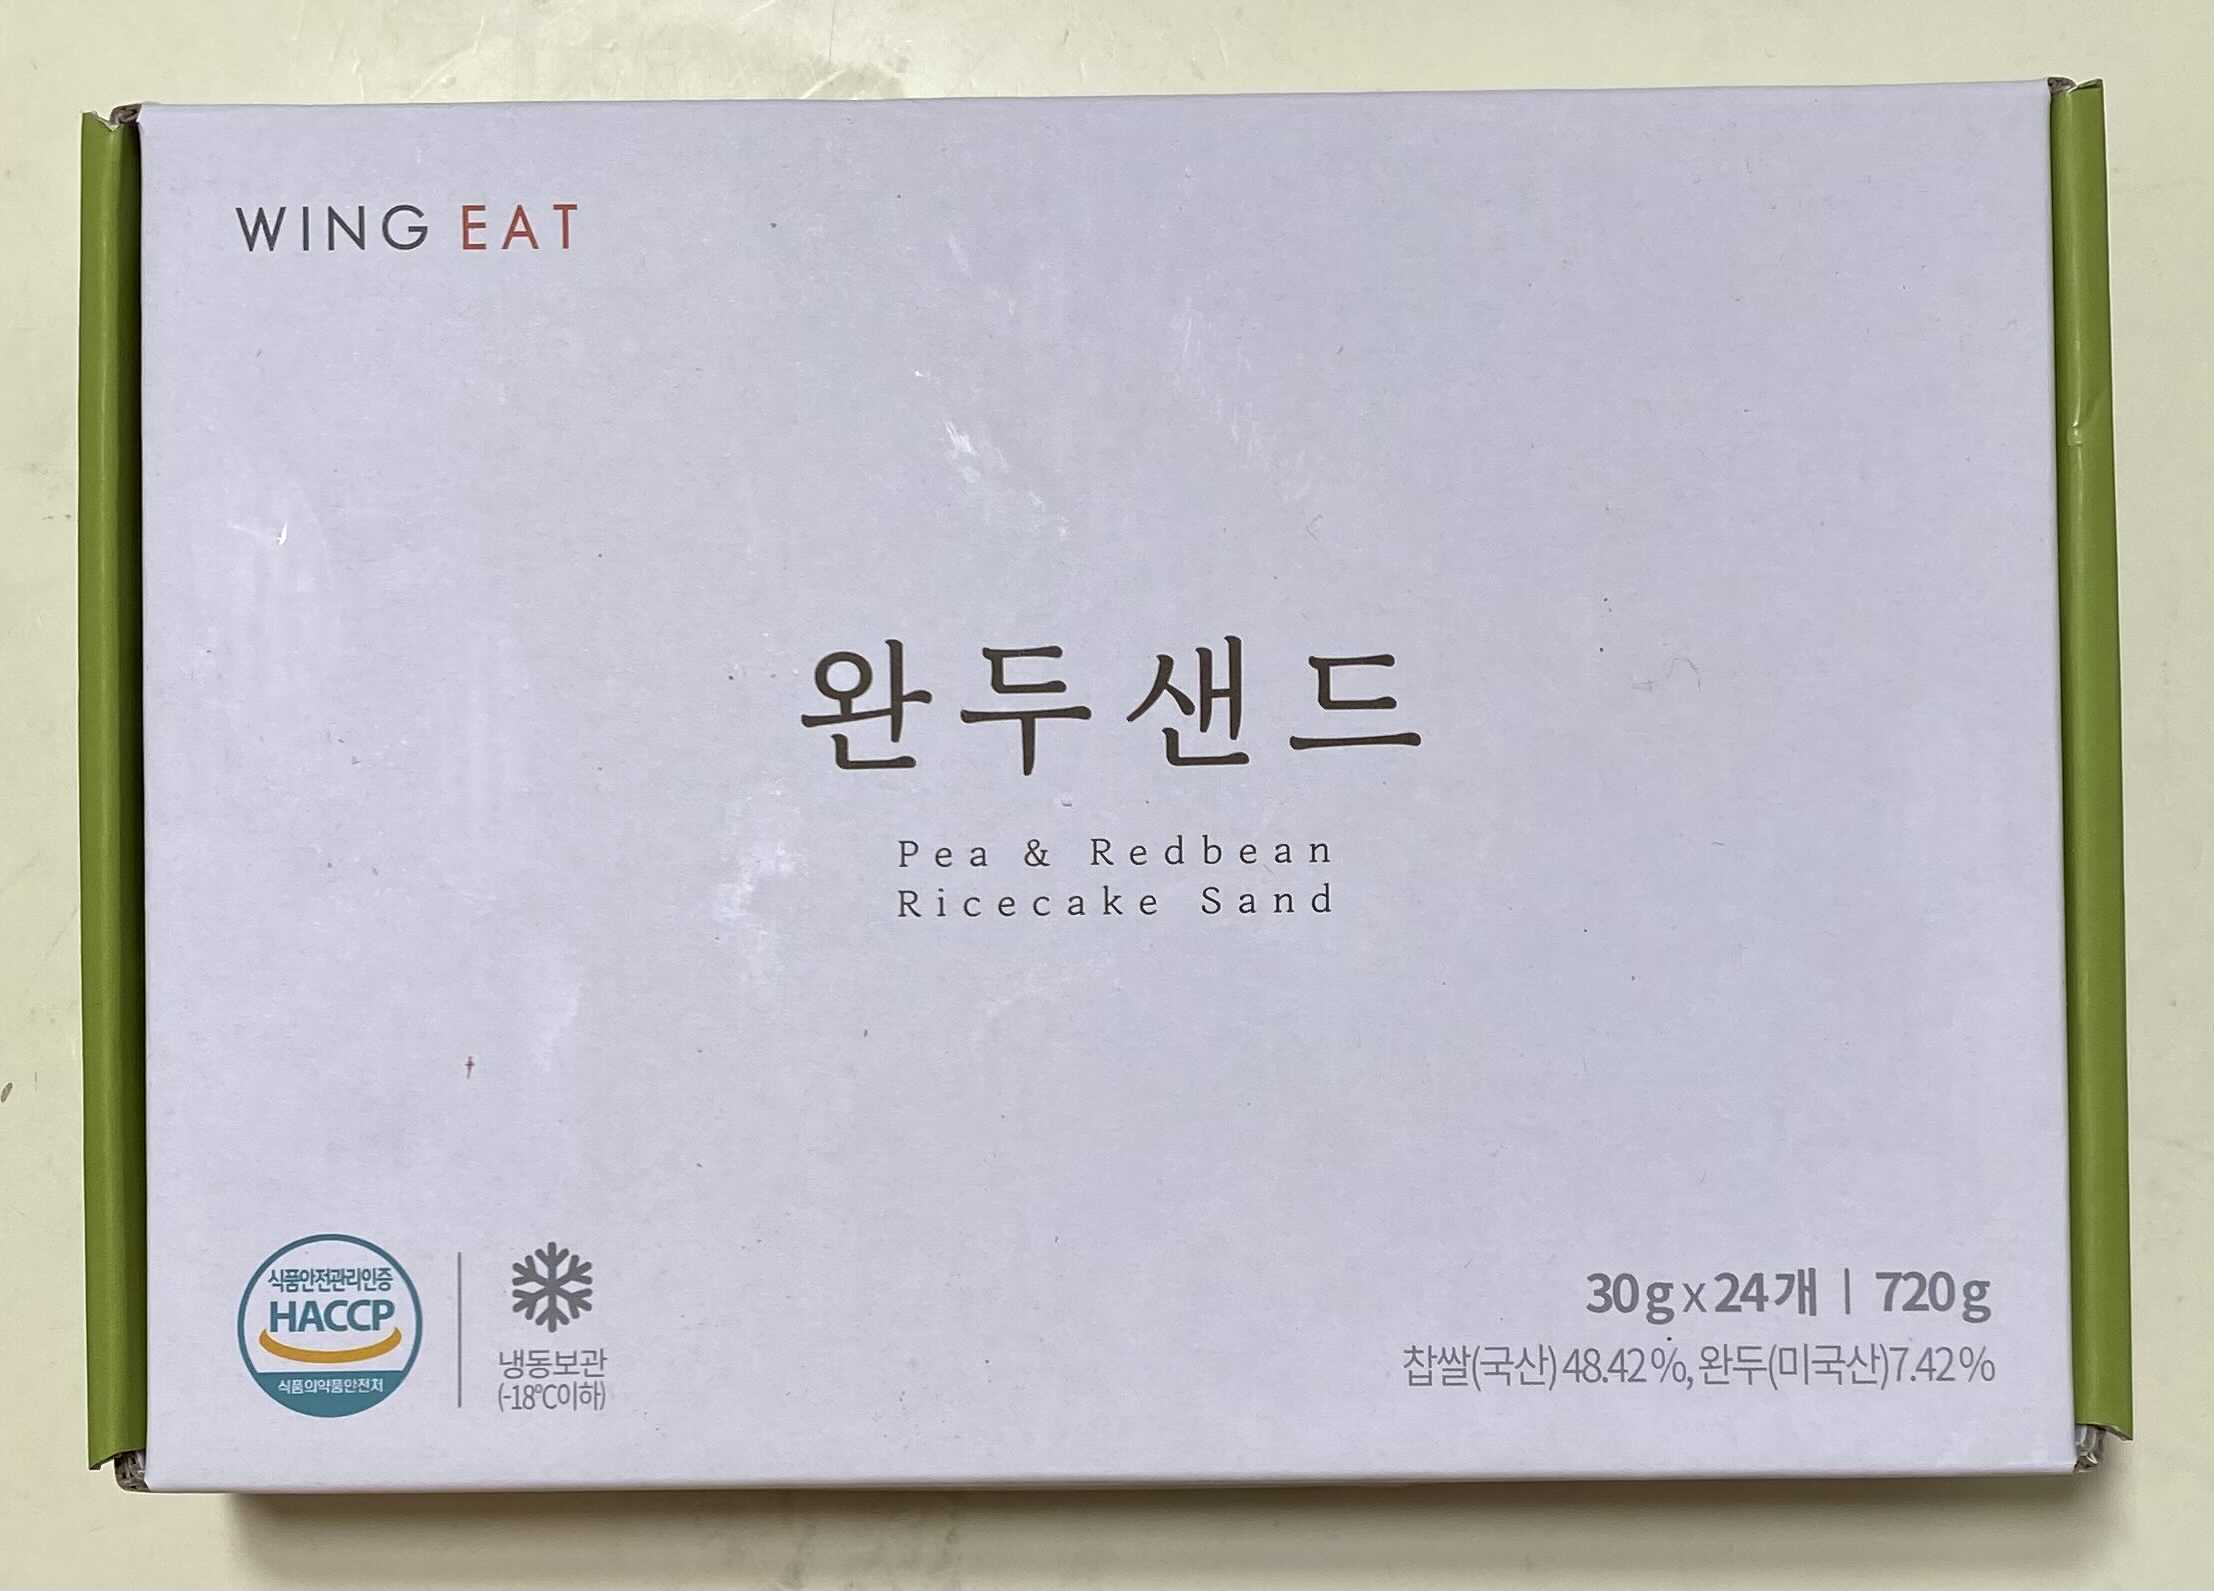 WING EAT
완두샌드
Pea & Redbean
Ricecake Sand
식품안전관리인증
HACCP
식품의약품안전처
냉동보관
(-18℃이하)
30g x 24개 | 720g
찹쌀(국산)48.42%, 완두(미국산)7.42%